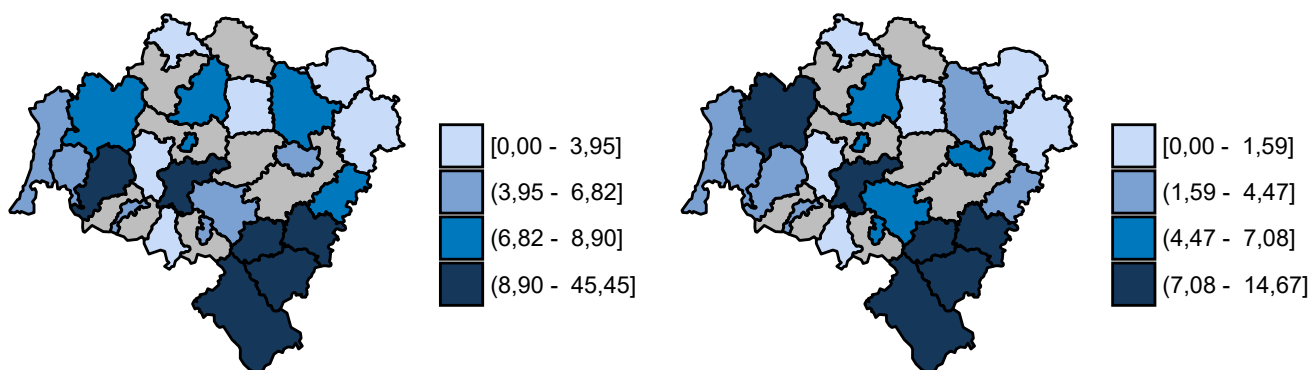 [0,00 - 3,95]
(3,95 - 6,82]
(6,82 - 8,90]
(8,90 - 45,45]
[0,00 - 1,59]
(1,59 - 4,47]
(4,47 - 7,08]
(7,08 - 14,67]